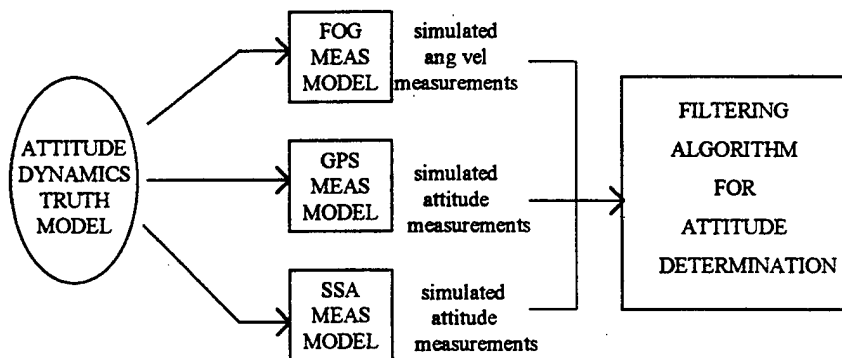 ATTITUDE
DYNAMICS
TRUTH
MODEL
FOG
MEAS
MODEL
simulated
ang vel
measurements
GPS
MEAS
MODEL
simulated
attitude
measurements
SSA
MEAS
MODEL
simulated
attitude
measurements
FILTERING
ALGORITHM
FOR
ATTITUDE
DETERMINATION